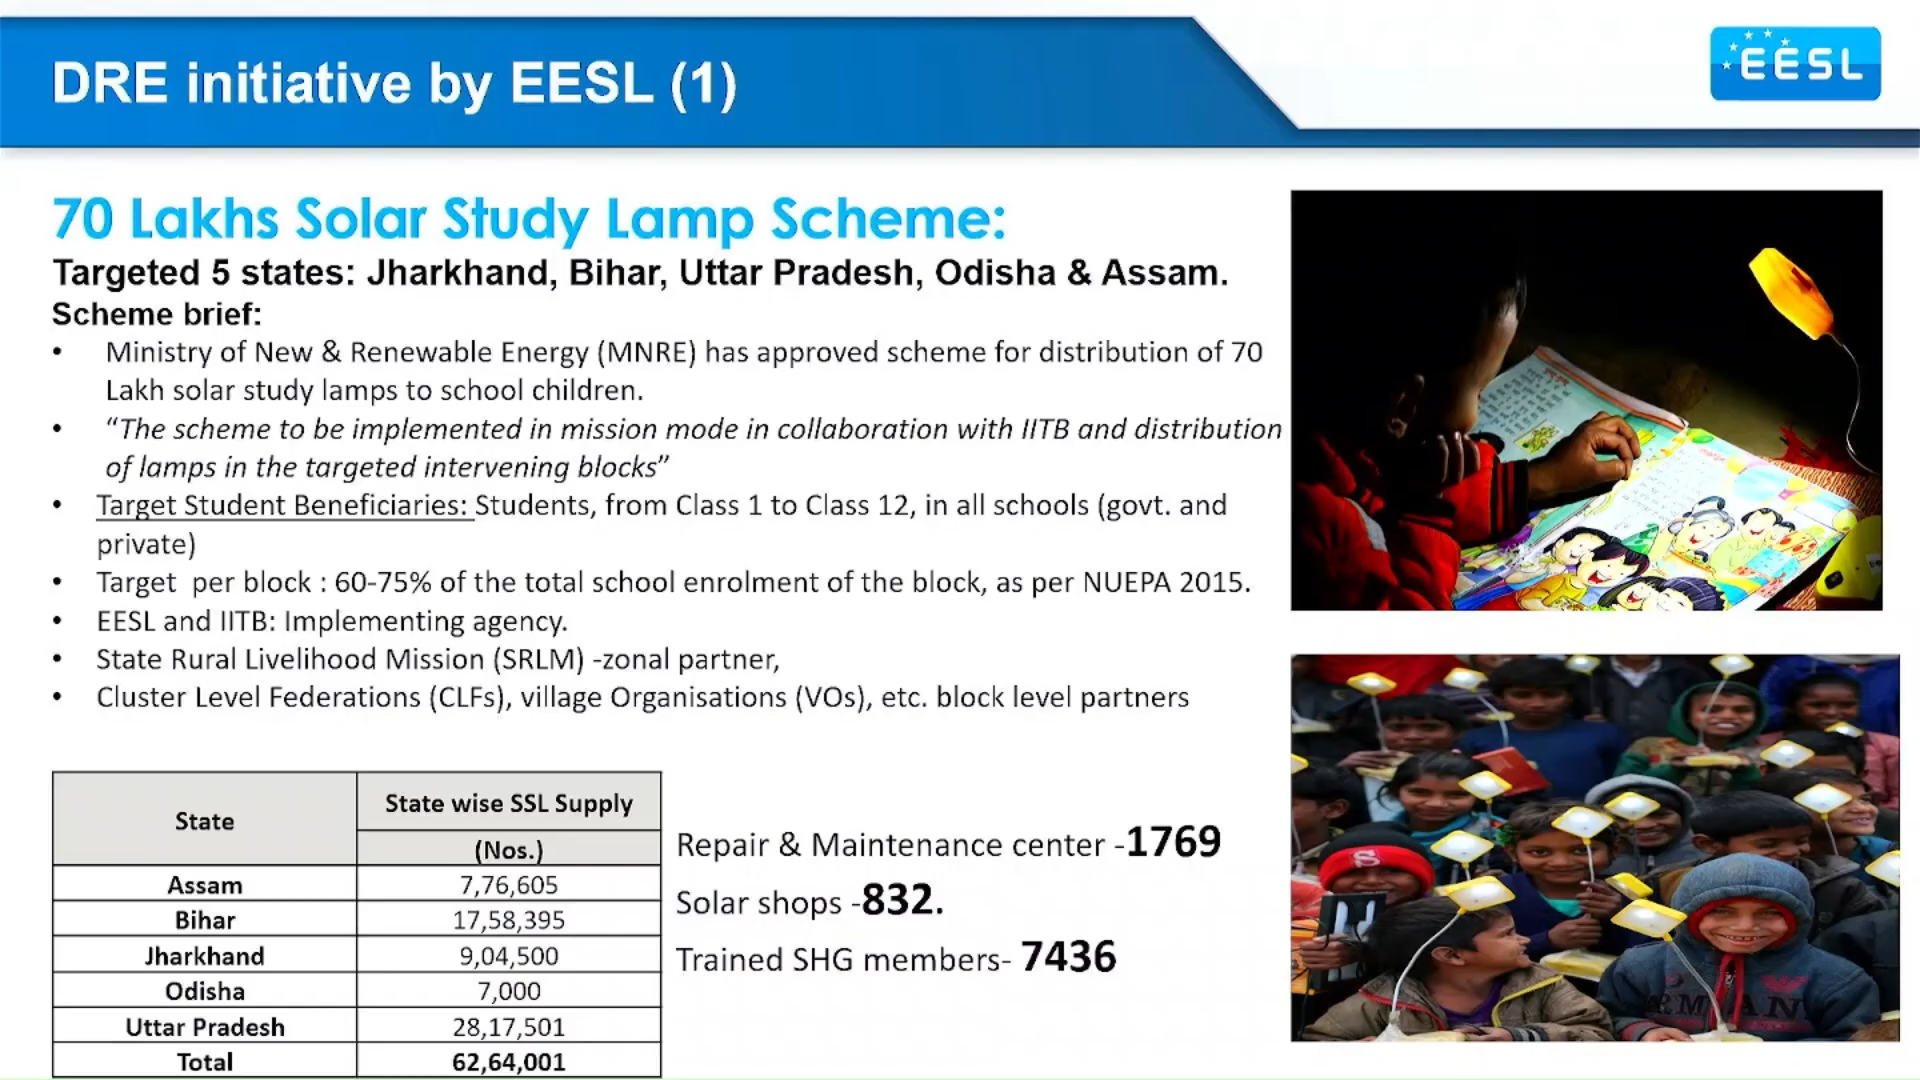 DRE initiative by EESL (1)
EESL
70 Lakhs Solar Study Lamp Scheme:
Targeted 5 states: Jharkhand, Bihar, Uttar Pradesh, Odisha & Assam.
Scheme brief:
• Ministry of New & Renewable Energy (MNRE) has approved scheme for distribution of 70
Lakh solar study lamps to school children.
• “The scheme to be implemented in mission mode in collaboration with IITB and distribution
of lamps in the targeted intervening blocks”
• Target Student Beneficiaries: Students, from Class 1 to Class 12, in all schools (govt. and
private)
• Target per block : 60-75% of the total school enrolment of the block, as per NUEPA 2015.
• EESL and IITB: Implementing agency.
• State Rural Livelihood Mission (SRLM) -zonal partner,
• Cluster Level Federations (CLFs), village Organisations (VOs), etc. block level partners
State State wise SSL Supply
(Nos.)
Assam 7,76,605
Bihar 17,58,395
Jharkhand 9,04,500
Odisha 7,000
Uttar Pradesh 28,17,501
Total 62,64,001
Repair & Maintenance center -1769
Solar shops -832.
Trained SHG members- 7436
S